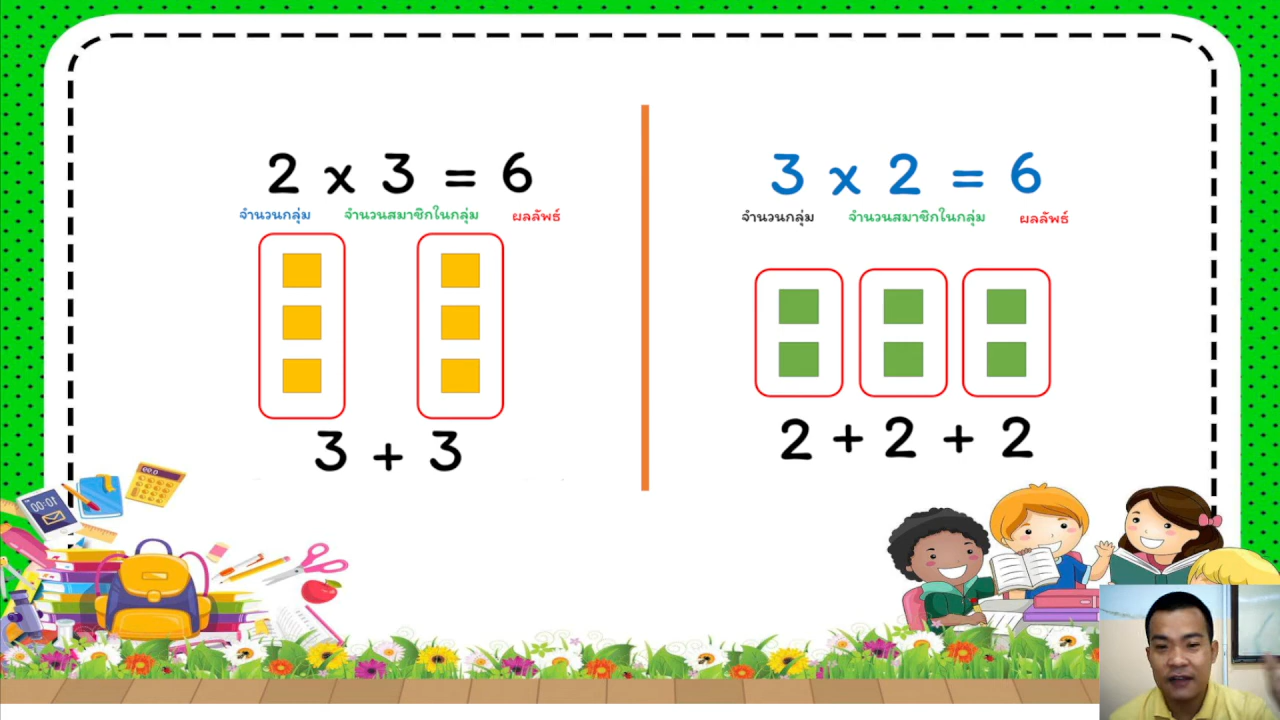 2 x 3 = 6
จำนวนกลุ่ม จำนวนสมาชิกในกลุ่ม ผลลัพธ์
3 + 3
3 x 2 = 6
จำนวนกลุ่ม จำนวนสมาชิกในกลุ่ม ผลลัพธ์
2 + 2 + 2
00:01